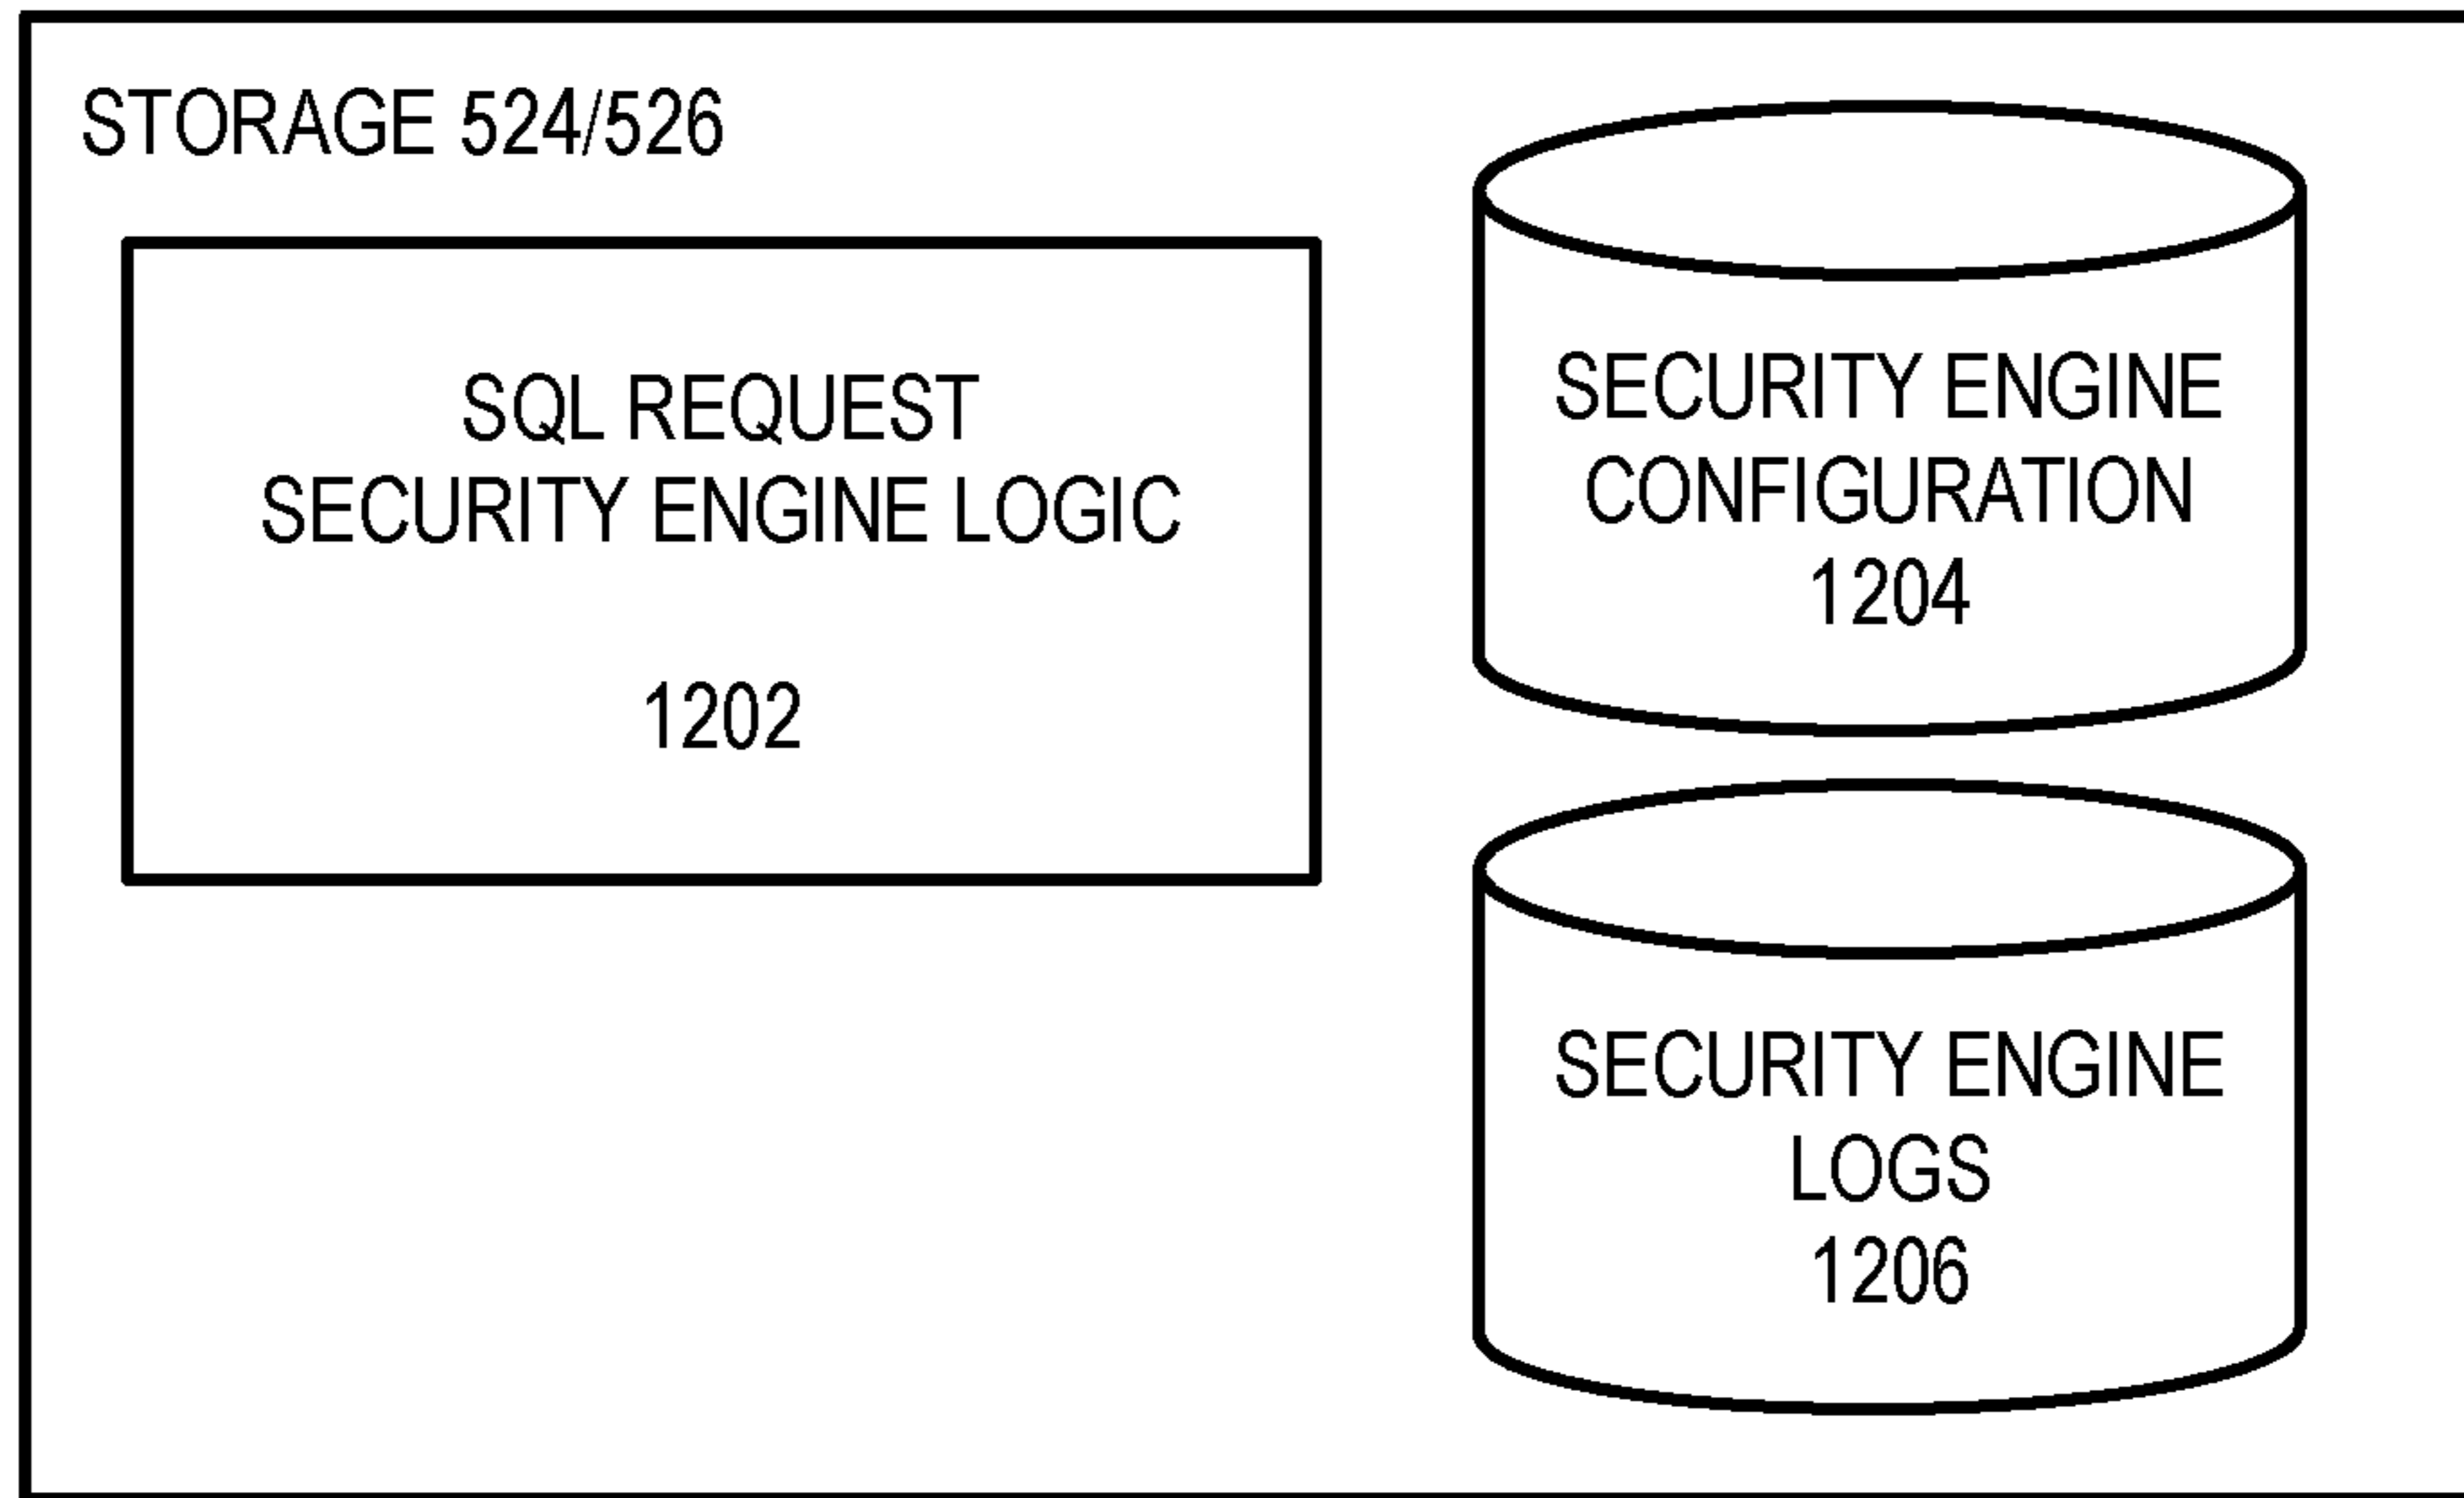 STORAGE 524/526
SQL REQUEST
SECURITY ENGINE LOGIC
1202
SECURITY ENGINE
CONFIGURATION
1204
SECURITY ENGINE
LOGS
1206